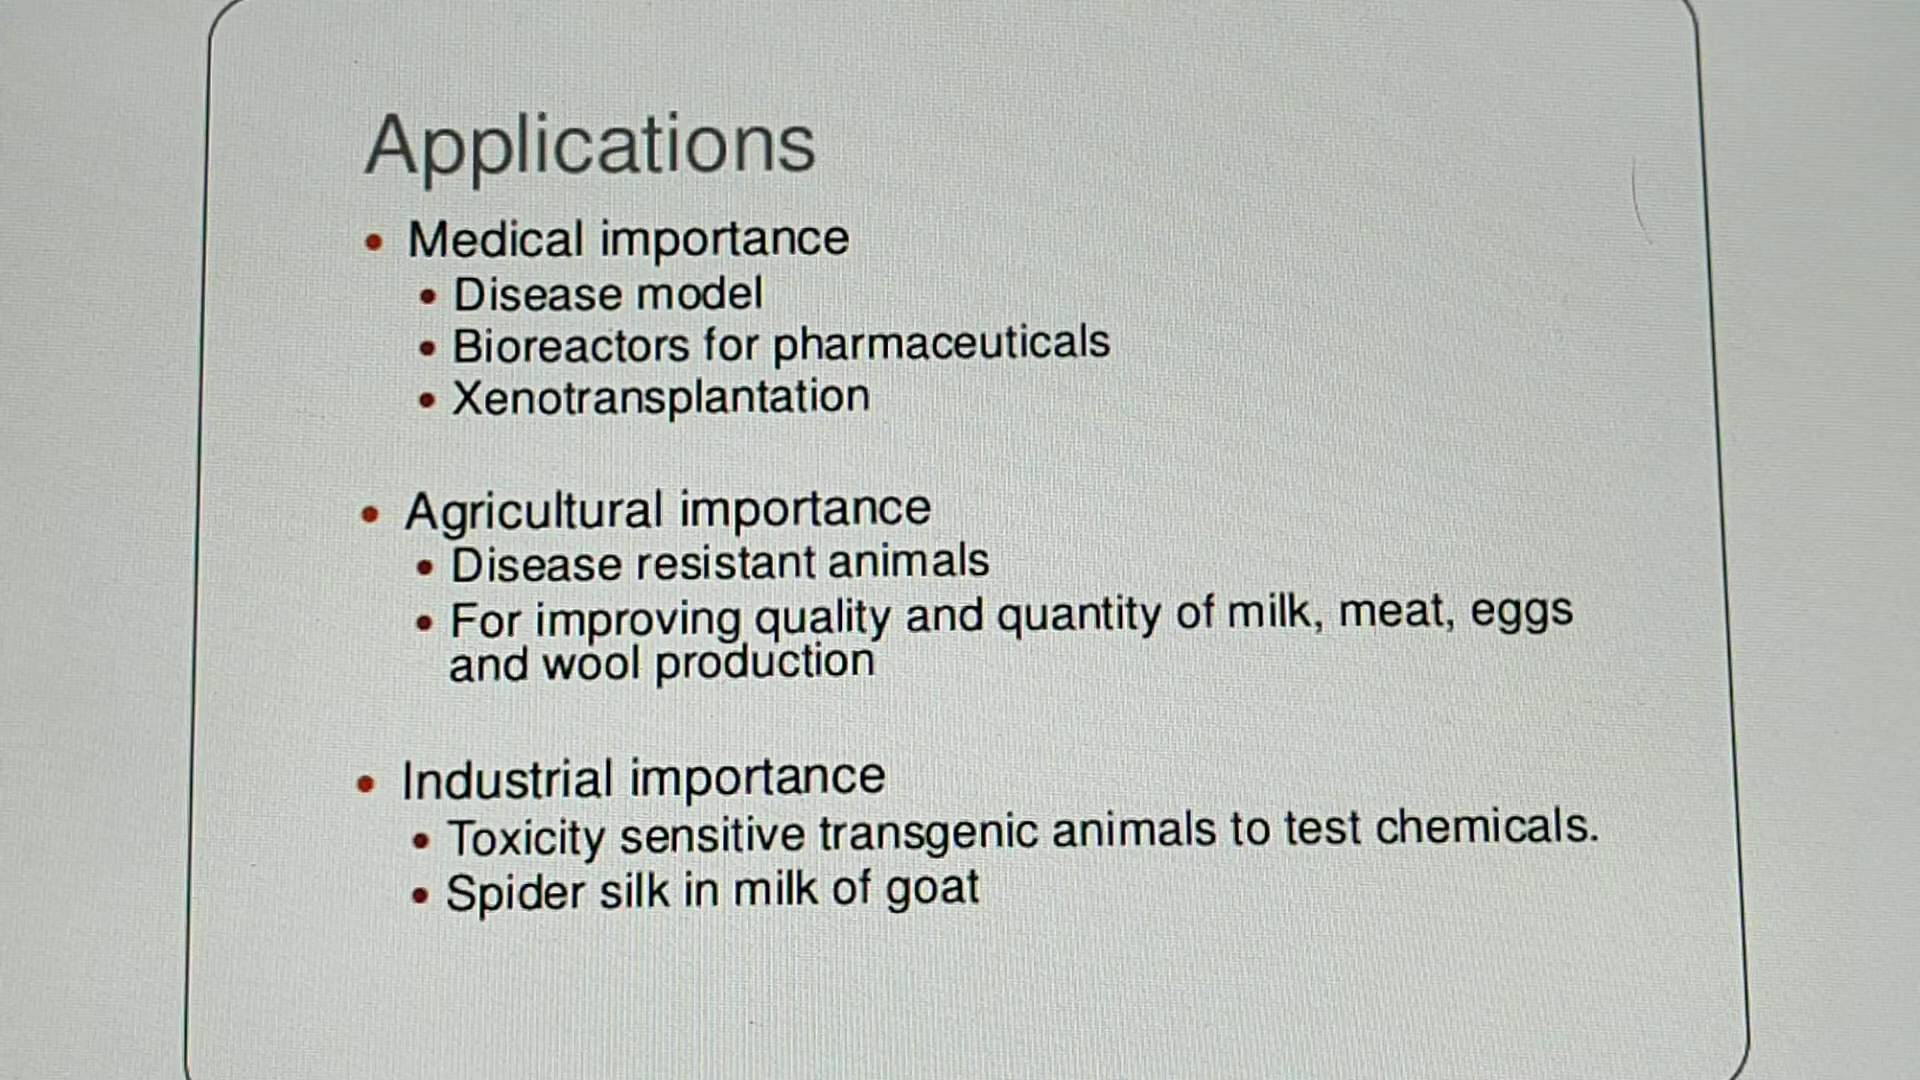 Applications
• Medical importance
• Disease model
• Bioreactors for pharmaceuticals
• Xenotransplantation
• Agricultural importance
• Disease resistant animals
• For improving quality and quantity of milk, meat, eggs
and wool production
• Industrial importance
• Toxicity sensitive transgenic animals to test chemicals.
• Spider silk in milk of goat